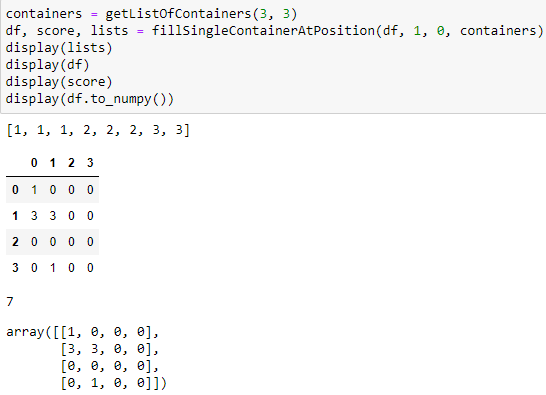 containers = getListOfContainers(3, 3)
df, score, lists = fillSingleContainerAtPosition(df, 1, 0, containers)
display(lists)
display(df)
display(score)
display(df.to_numpy())
[1, 1, 1, 2, 2, 2, 3, 3]
0 1 2 3
0 1 0 0 0
1 3 3 0 0
2 0 0 0 0
3 0 1 0 0
7
array([[1, 0, 0, 0],
       [3, 3, 0, 0],
       [0, 0, 0, 0],
       [0, 1, 0, 0]])